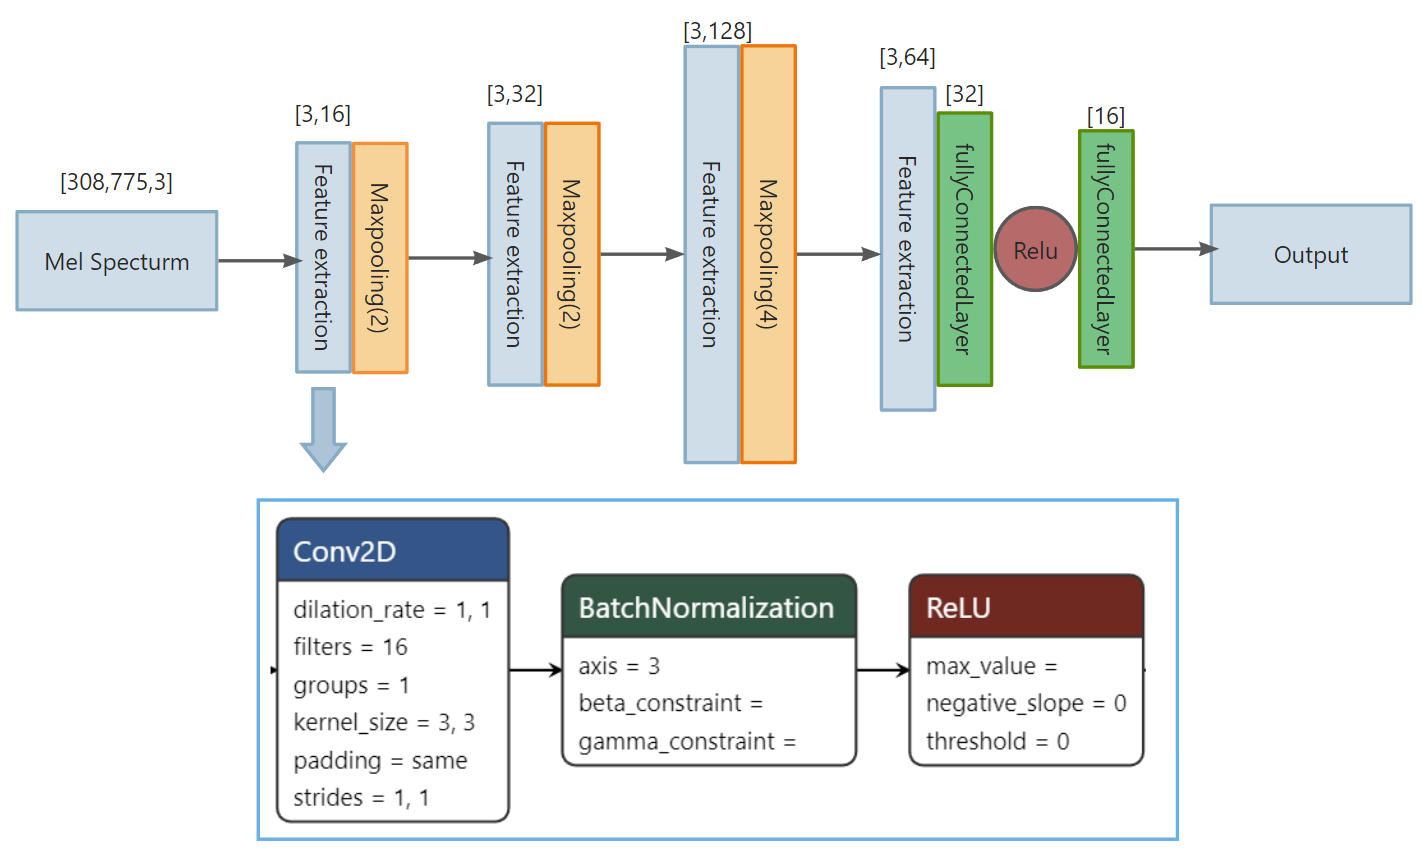 [308,775,3]
Mel Specturm
[3,16]
Feature extraction
Maxpooling(2)
[3,32]
Feature extraction
Maxpooling(2)
[3,128]
Feature extraction
Maxpooling(4)
[3,64]
Feature extraction
[32]
fullyConnectedLayer
Relu
[16]
fullyConnectedLayer
Output
Conv2D
dilation_rate = 1, 1
filters = 16
groups = 1
kernel_size = 3, 3
padding = same
strides = 1, 1
BatchNormalization
axis = 3
beta_constraint =
gamma_constraint =
ReLU
max_value =
negative_slope = 0
threshold = 0